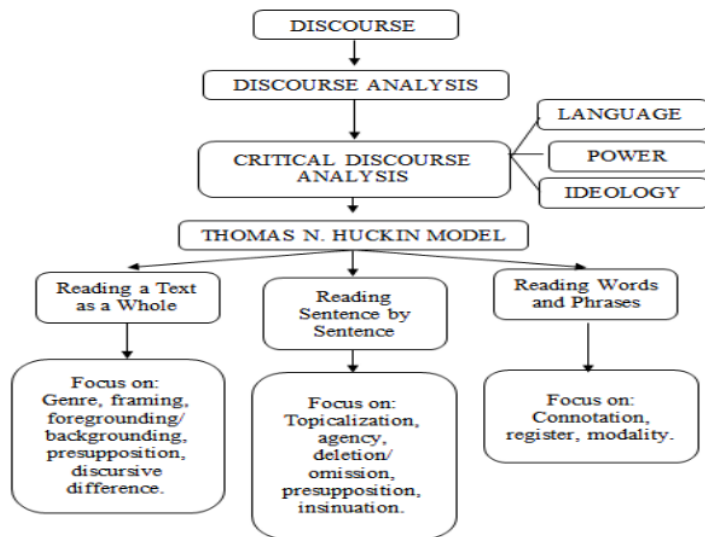 DISCOURSE
DISCOURSE ANALYSIS
LANGUAGE
CRITICAL DISCOURSE
ANALYSIS
POWER
IDEOLOGY
THOMAS N. HUCKIN MODEL
Reading a Text
as a Whole
Reading
Sentence by
Sentence
Reading Words
and Phrases
Focus on:
Genre, framing,
foregrounding/
backgrounding,
presupposition,
discursive
difference.
Focus on:
Topicalization,
agency,
deletion/
omission,
presupposition,
insinuation.
Focus on:
Connotation,
register, modality.